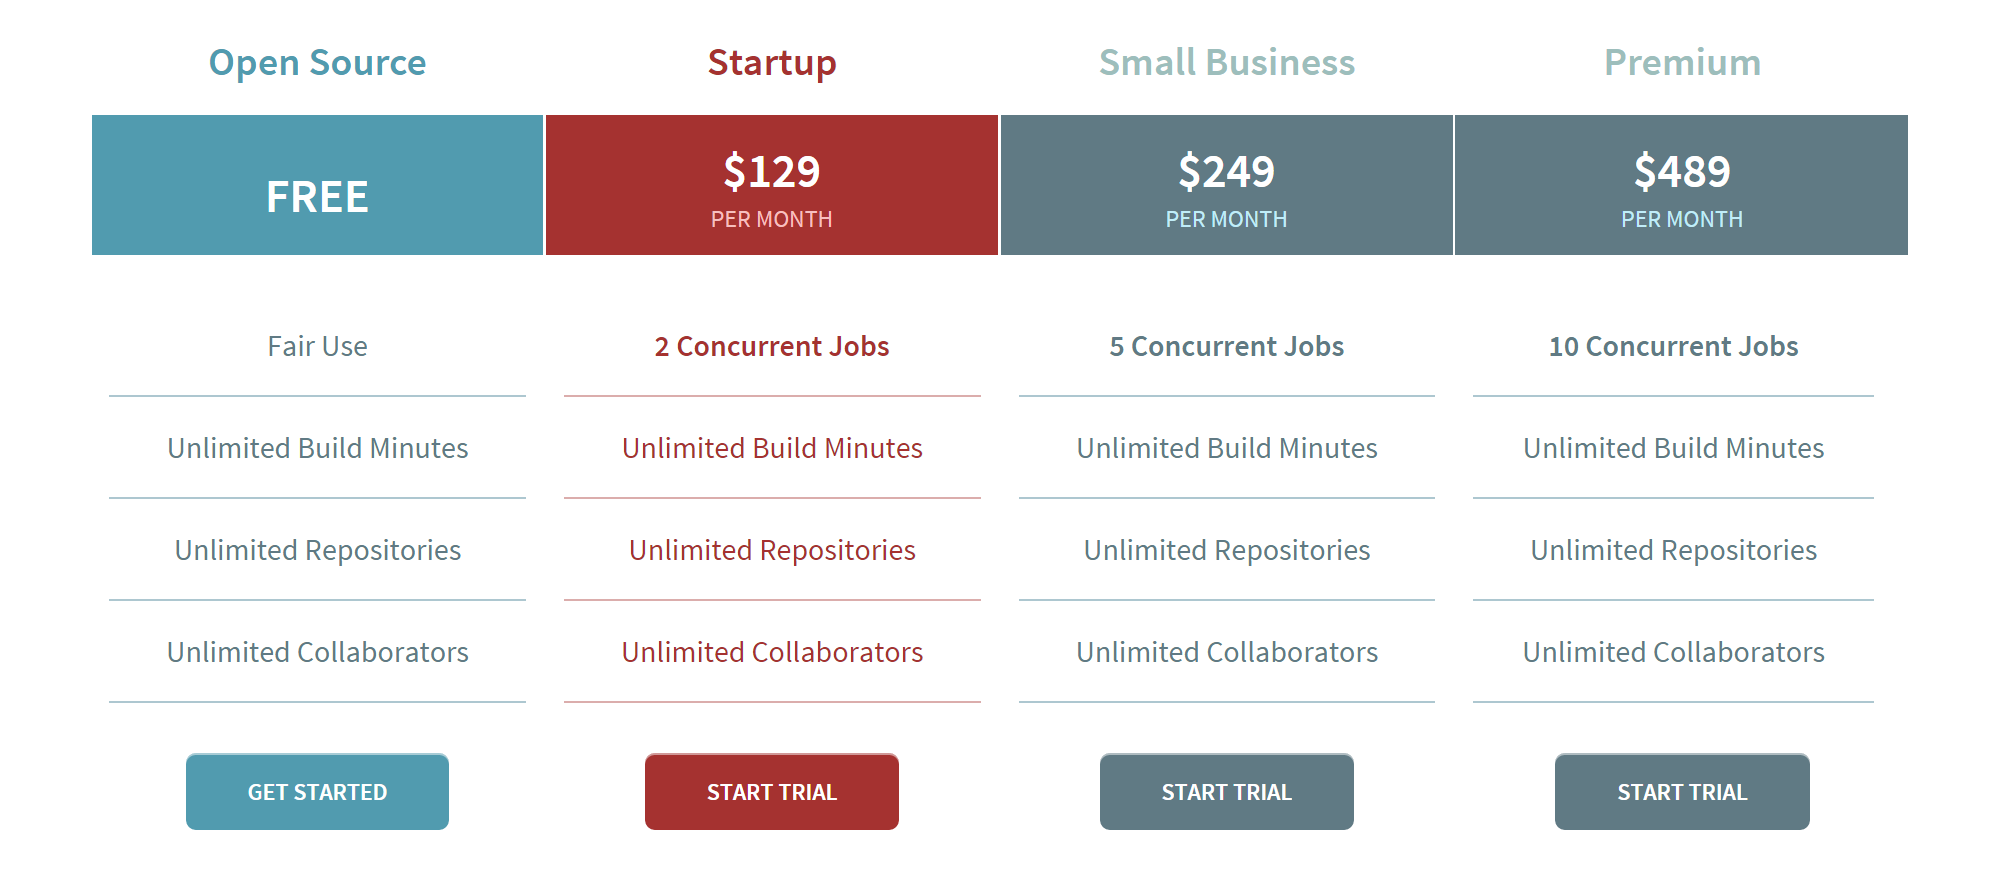 Open Source
FREE
Fair Use
Unlimited Build Minutes
Unlimited Repositories
Unlimited Collaborators
GET STARTED
Startup
$129
PER MONTH
2 Concurrent Jobs
Unlimited Build Minutes
Unlimited Repositories
Unlimited Collaborators
START TRIAL
Small Business
$249
PER MONTH
5 Concurrent Jobs
Unlimited Build Minutes
Unlimited Repositories
Unlimited Collaborators
START TRIAL
Premium
$489
PER MONTH
10 Concurrent Jobs
Unlimited Build Minutes
Unlimited Repositories
Unlimited Collaborators
START TRIAL